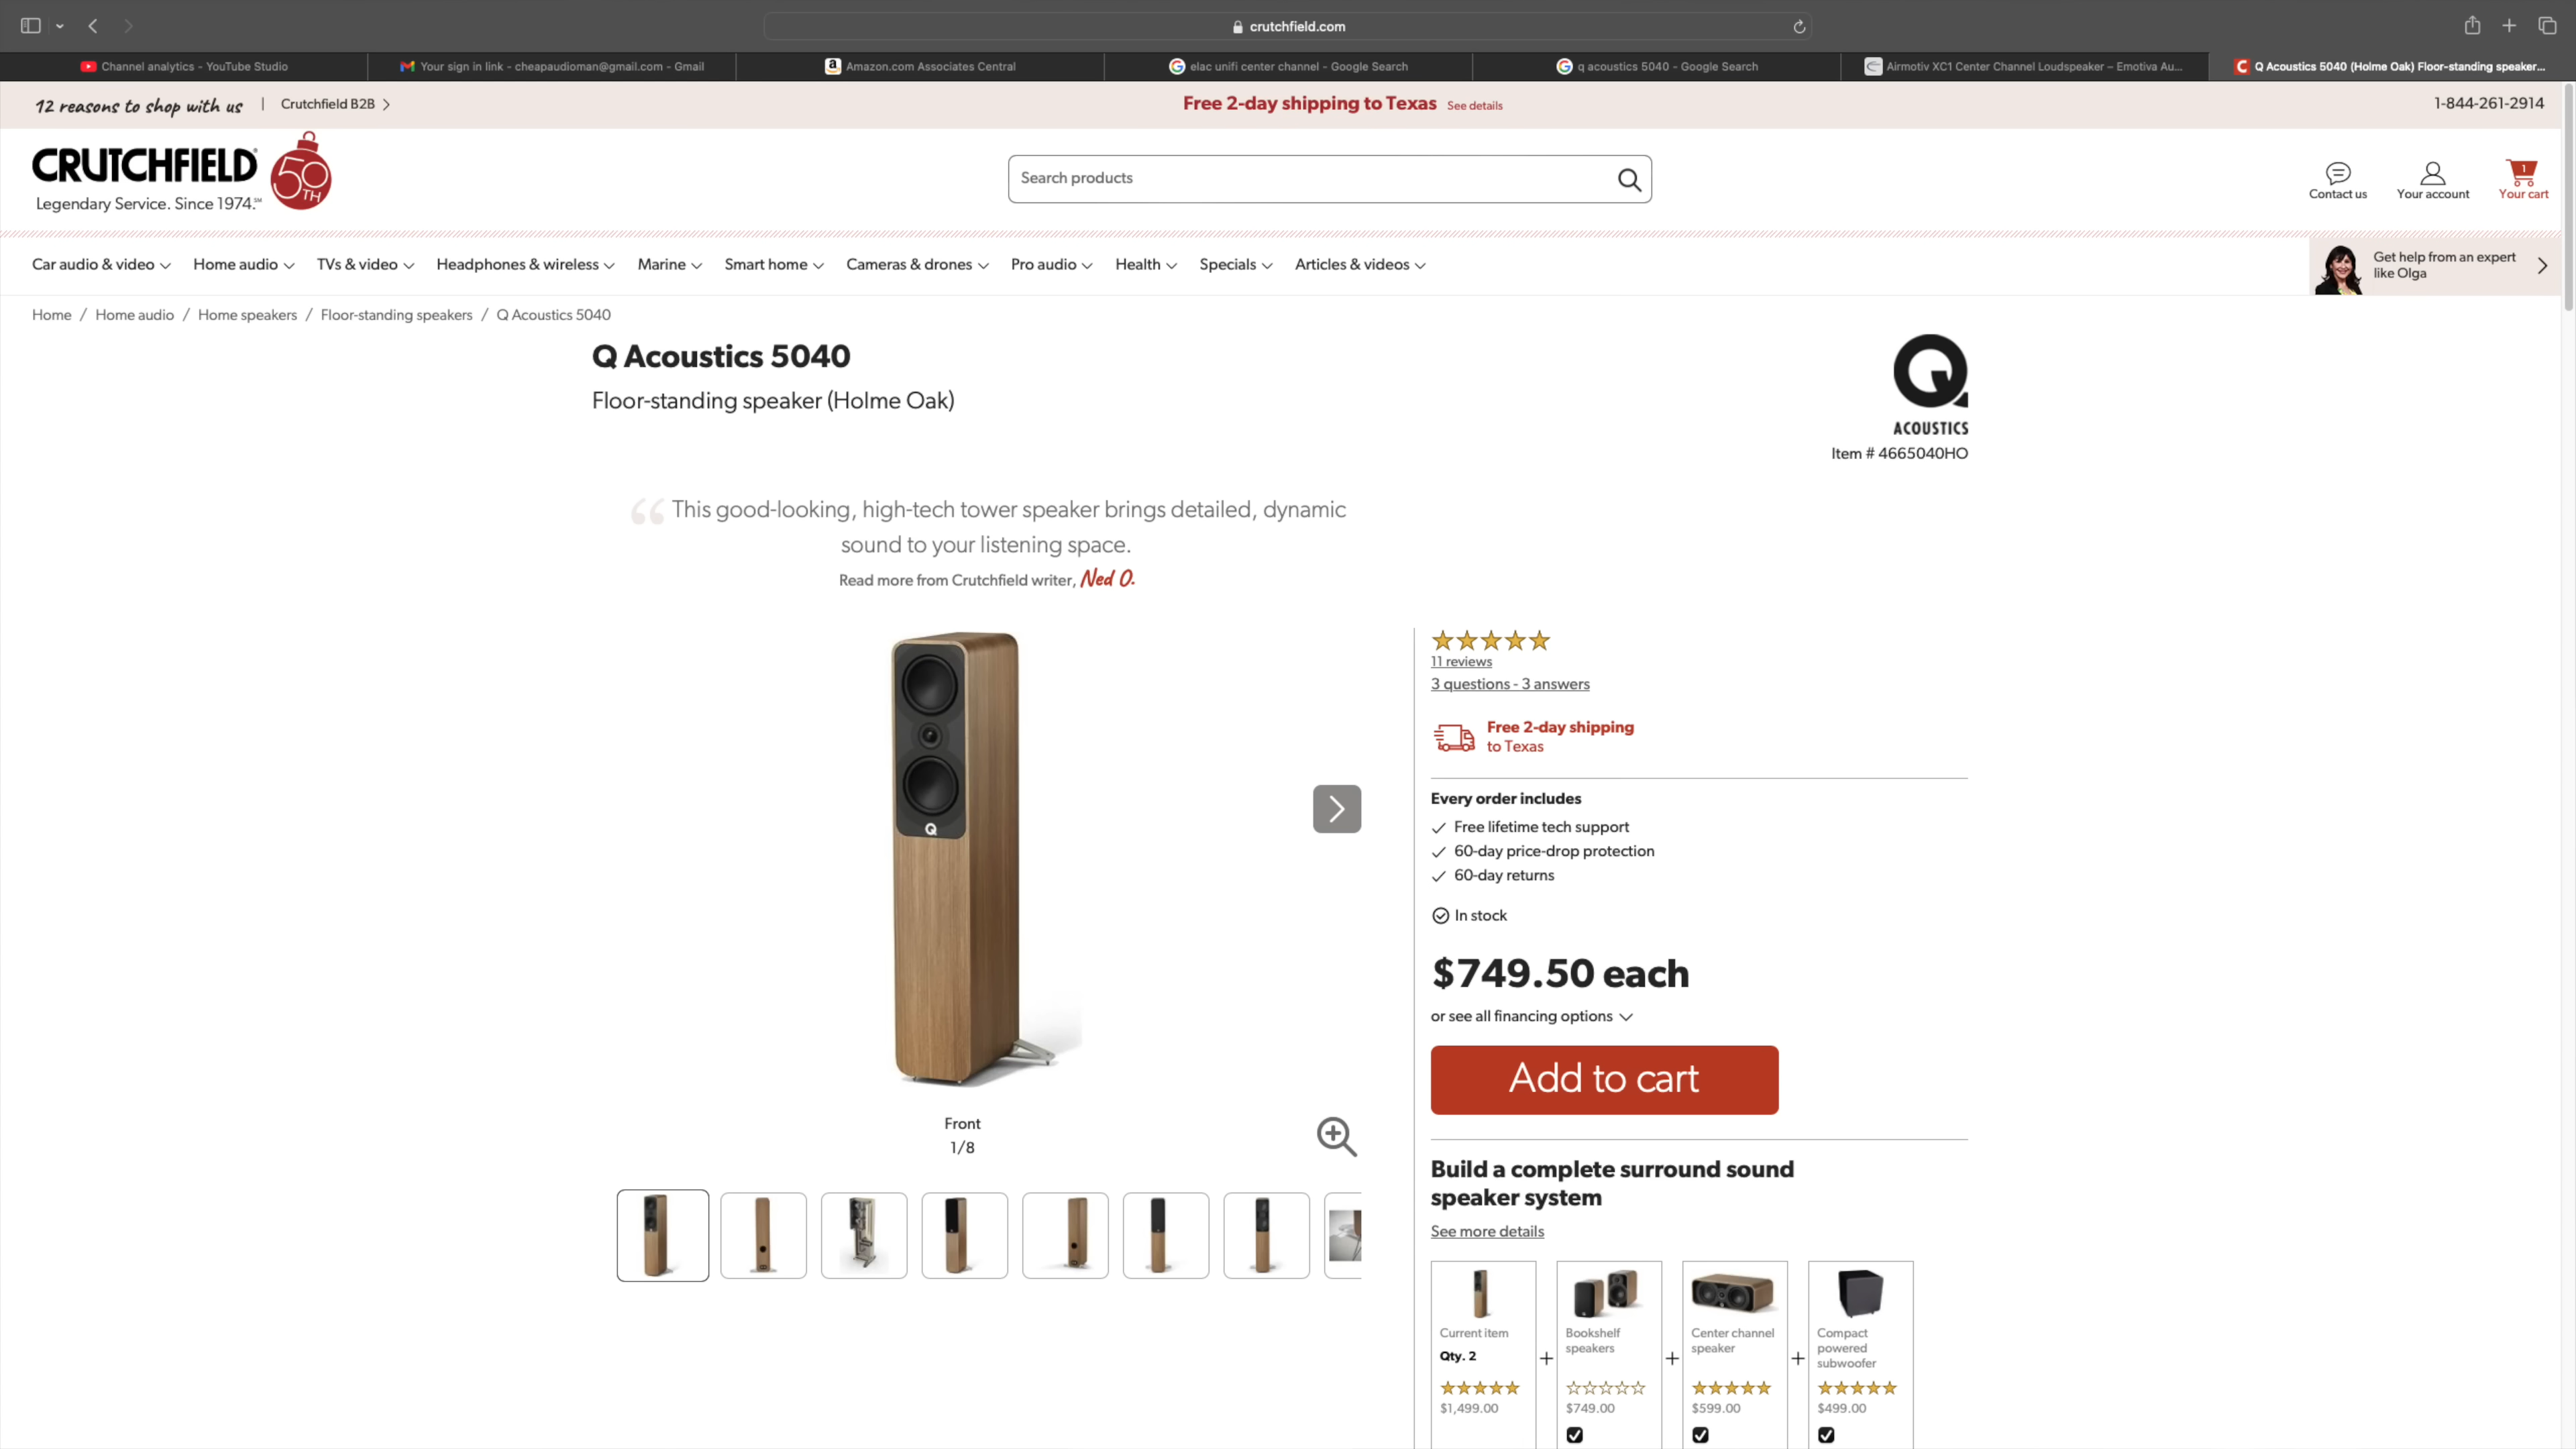 crutchfield.com
Channel analytics - YouTube Studio
Your sign in link - cheapaudioman@gmail.com - Gmail
Amazon.com Associates Central
elac unifi center channel - Google Search
q acoustics 5040 - Google Search
Airmotiv XC1 Center Channel Loudspeaker – Emotiva Au...
Q Acoustics 5040 (Holme Oak) Floor-standing speaker...
12 reasons to shop with us | Crutchfield B2B
Free 2-day shipping to Texas See details
1-844-261-2914
CRUTCHFIELD®
50TH
Legendary Service. Since 1974.℠
Search products
Contact us
Your account
1
Your cart
Car audio & video
Home audio
TVs & video
Headphones & wireless
Marine
Smart home
Cameras & drones
Pro audio
Health
Specials
Articles & videos
Get help from an expert
like Olga
Home / Home audio / Home speakers / Floor-standing speakers / Q Acoustics 5040
Q Acoustics 5040
Floor-standing speaker (Holme Oak)
Q
ACOUSTICS
Item # 4665040HO
“ This good-looking, high-tech tower speaker brings detailed, dynamic
sound to your listening space.
Read more from Crutchfield writer, Ned O.
Q
Front
1/8
11 reviews
3 questions - 3 answers
Free 2-day shipping
to Texas
Every order includes
Free lifetime tech support
60-day price-drop protection
60-day returns
In stock
$749.50 each
or see all financing options
Add to cart
Build a complete surround sound
speaker system
See more details
Current item
Qty. 2
$1,499.00
+
Bookshelf
speakers
$749.00
+
Center channel
speaker
$599.00
+
Compact
powered
subwoofer
$499.00